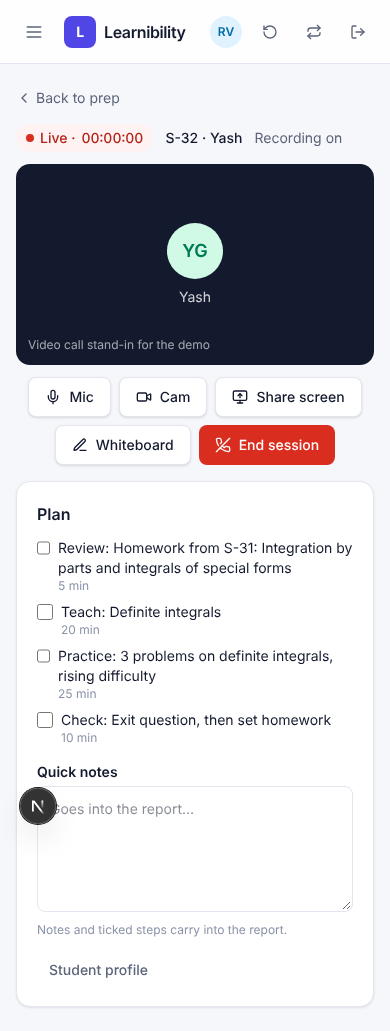 L Learnibility RV
Back to prep
Live · 00:00:00 S-32 · Yash Recording on
YG
Yash
Video call stand-in for the demo
Mic Cam Share screen
Whiteboard End session
Plan
Review: Homework from S-31: Integration by
parts and integrals of special forms
5 min
Teach: Definite integrals
20 min
Practice: 3 problems on definite integrals,
rising difficulty
25 min
Check: Exit question, then set homework
10 min
Quick notes
N
Goes into the report...
Notes and ticked steps carry into the report.
Student profile